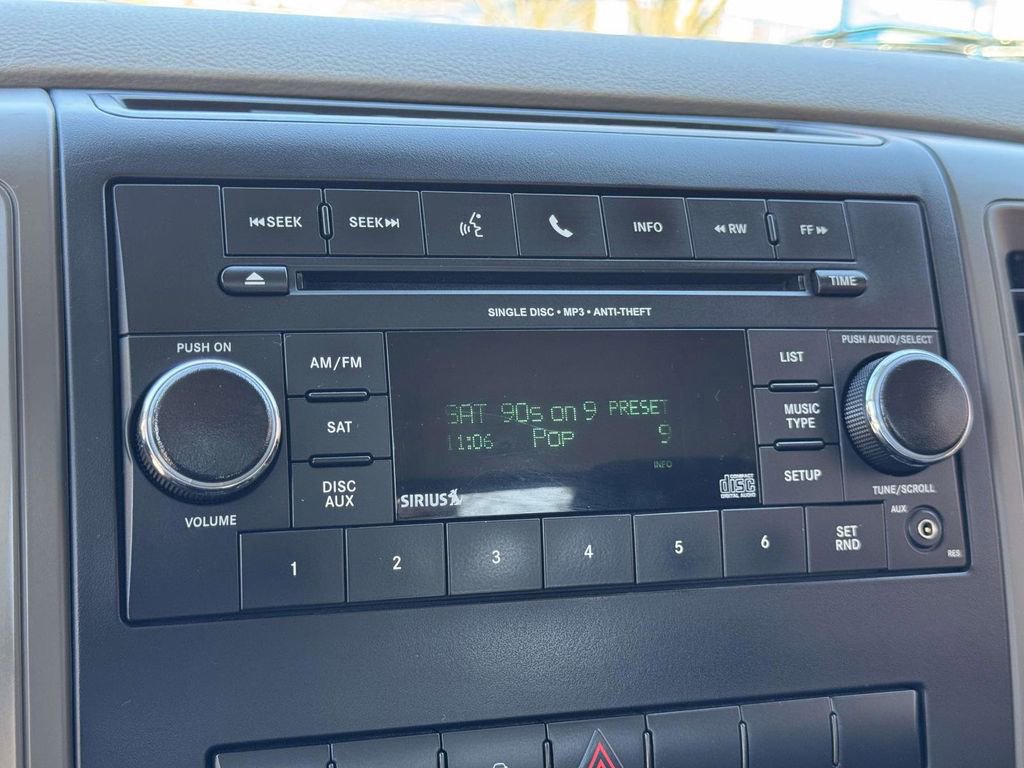 SEEK SEEK INFO RW FF
TIME
SINGLE DISC • MP3 • ANTI-THEFT
PUSH ON
AM/FM
SAT
DISC
AUX
VOLUME
SAT 90s on 9 PRESET
11:06 Pop 9
INFO
SIRIUS
COMPACT
disc
DIGITAL AUDIO
LIST
MUSIC
TYPE
SETUP
PUSH AUDIO/SELECT
TUNE/SCROLL
1 2 3 4 5 6
SET
RND
AUX
RES